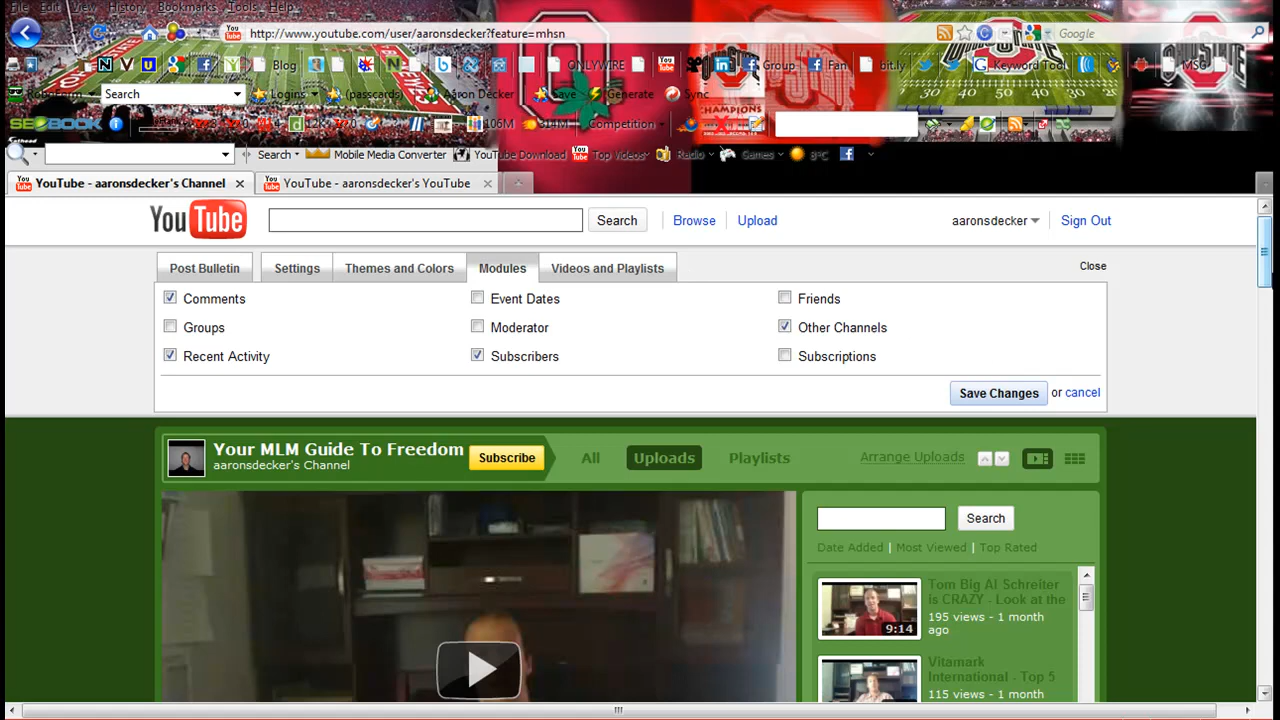 File Edit View History Bookmarks Tools Help
http://www.youtube.com/user/aaronsdecker?feature=mhsn
Google
Blog ONLYWIRE Group Fan bit.ly Keyword Tool MSG
Search Logins (passcards) Aaron Decker Save Generate Sync
SEOBOOK 106M 314M Competition
CHAMPIONS
Search Mobile Media Converter YouTube Download Top Videos Radio Games 8°C
YouTube - aaronsdecker's Channel YouTube - aaronsdecker's YouTube
YouTube Search Browse Upload aaronsdecker Sign Out
Post Bulletin Settings Themes and Colors Modules Videos and Playlists Close
Comments Event Dates Friends
Groups Moderator Other Channels
Recent Activity Subscribers Subscriptions
Save Changes or cancel
Your MLM Guide To Freedom
aaronsdecker's Channel
Subscribe All Uploads Playlists Arrange Uploads
Search
Date Added | Most Viewed | Top Rated
Tom Big Al Schreiter
is CRAZY - Look at the
195 views - 1 month
ago
9:14
Vitamark
International - Top 5
115 views - 1 month